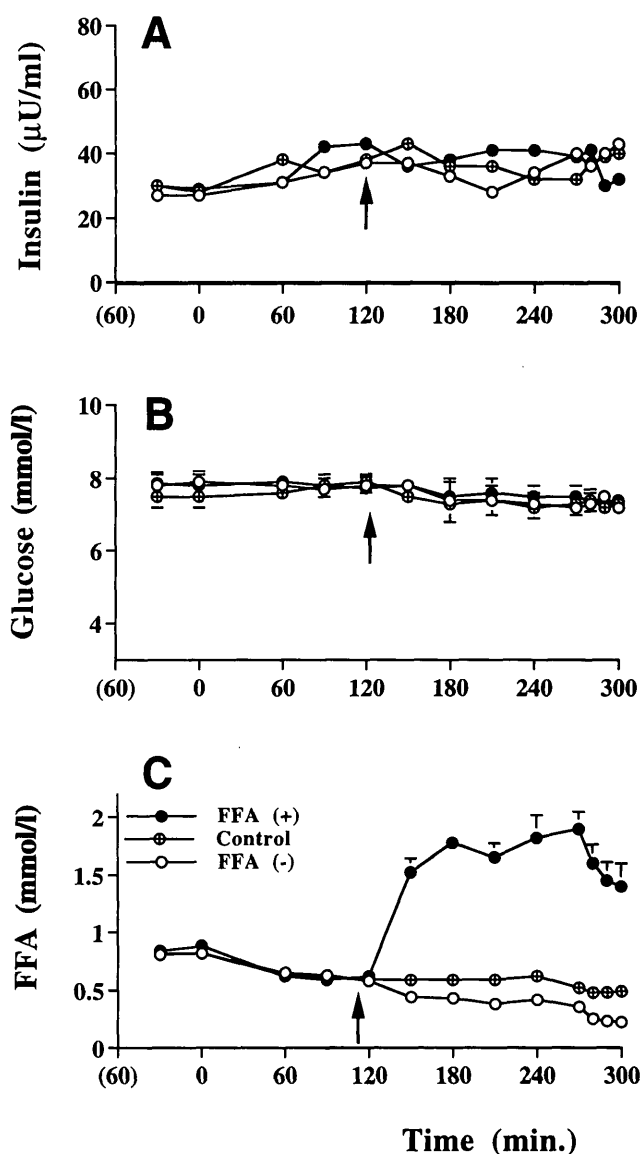 A
Insulin (μU/ml)
80
60
40
20
0
(60) 0 60 120 180 240 300
B
Glucose (mmol/l)
10
8
6
4
(60) 0 60 120 180 240 300
C
FFA (mmol/l)
FFA (+)
Control
FFA (-)
2
1.5
1
0.5
0
(60) 0 60 120 180 240 300
Time (min.)